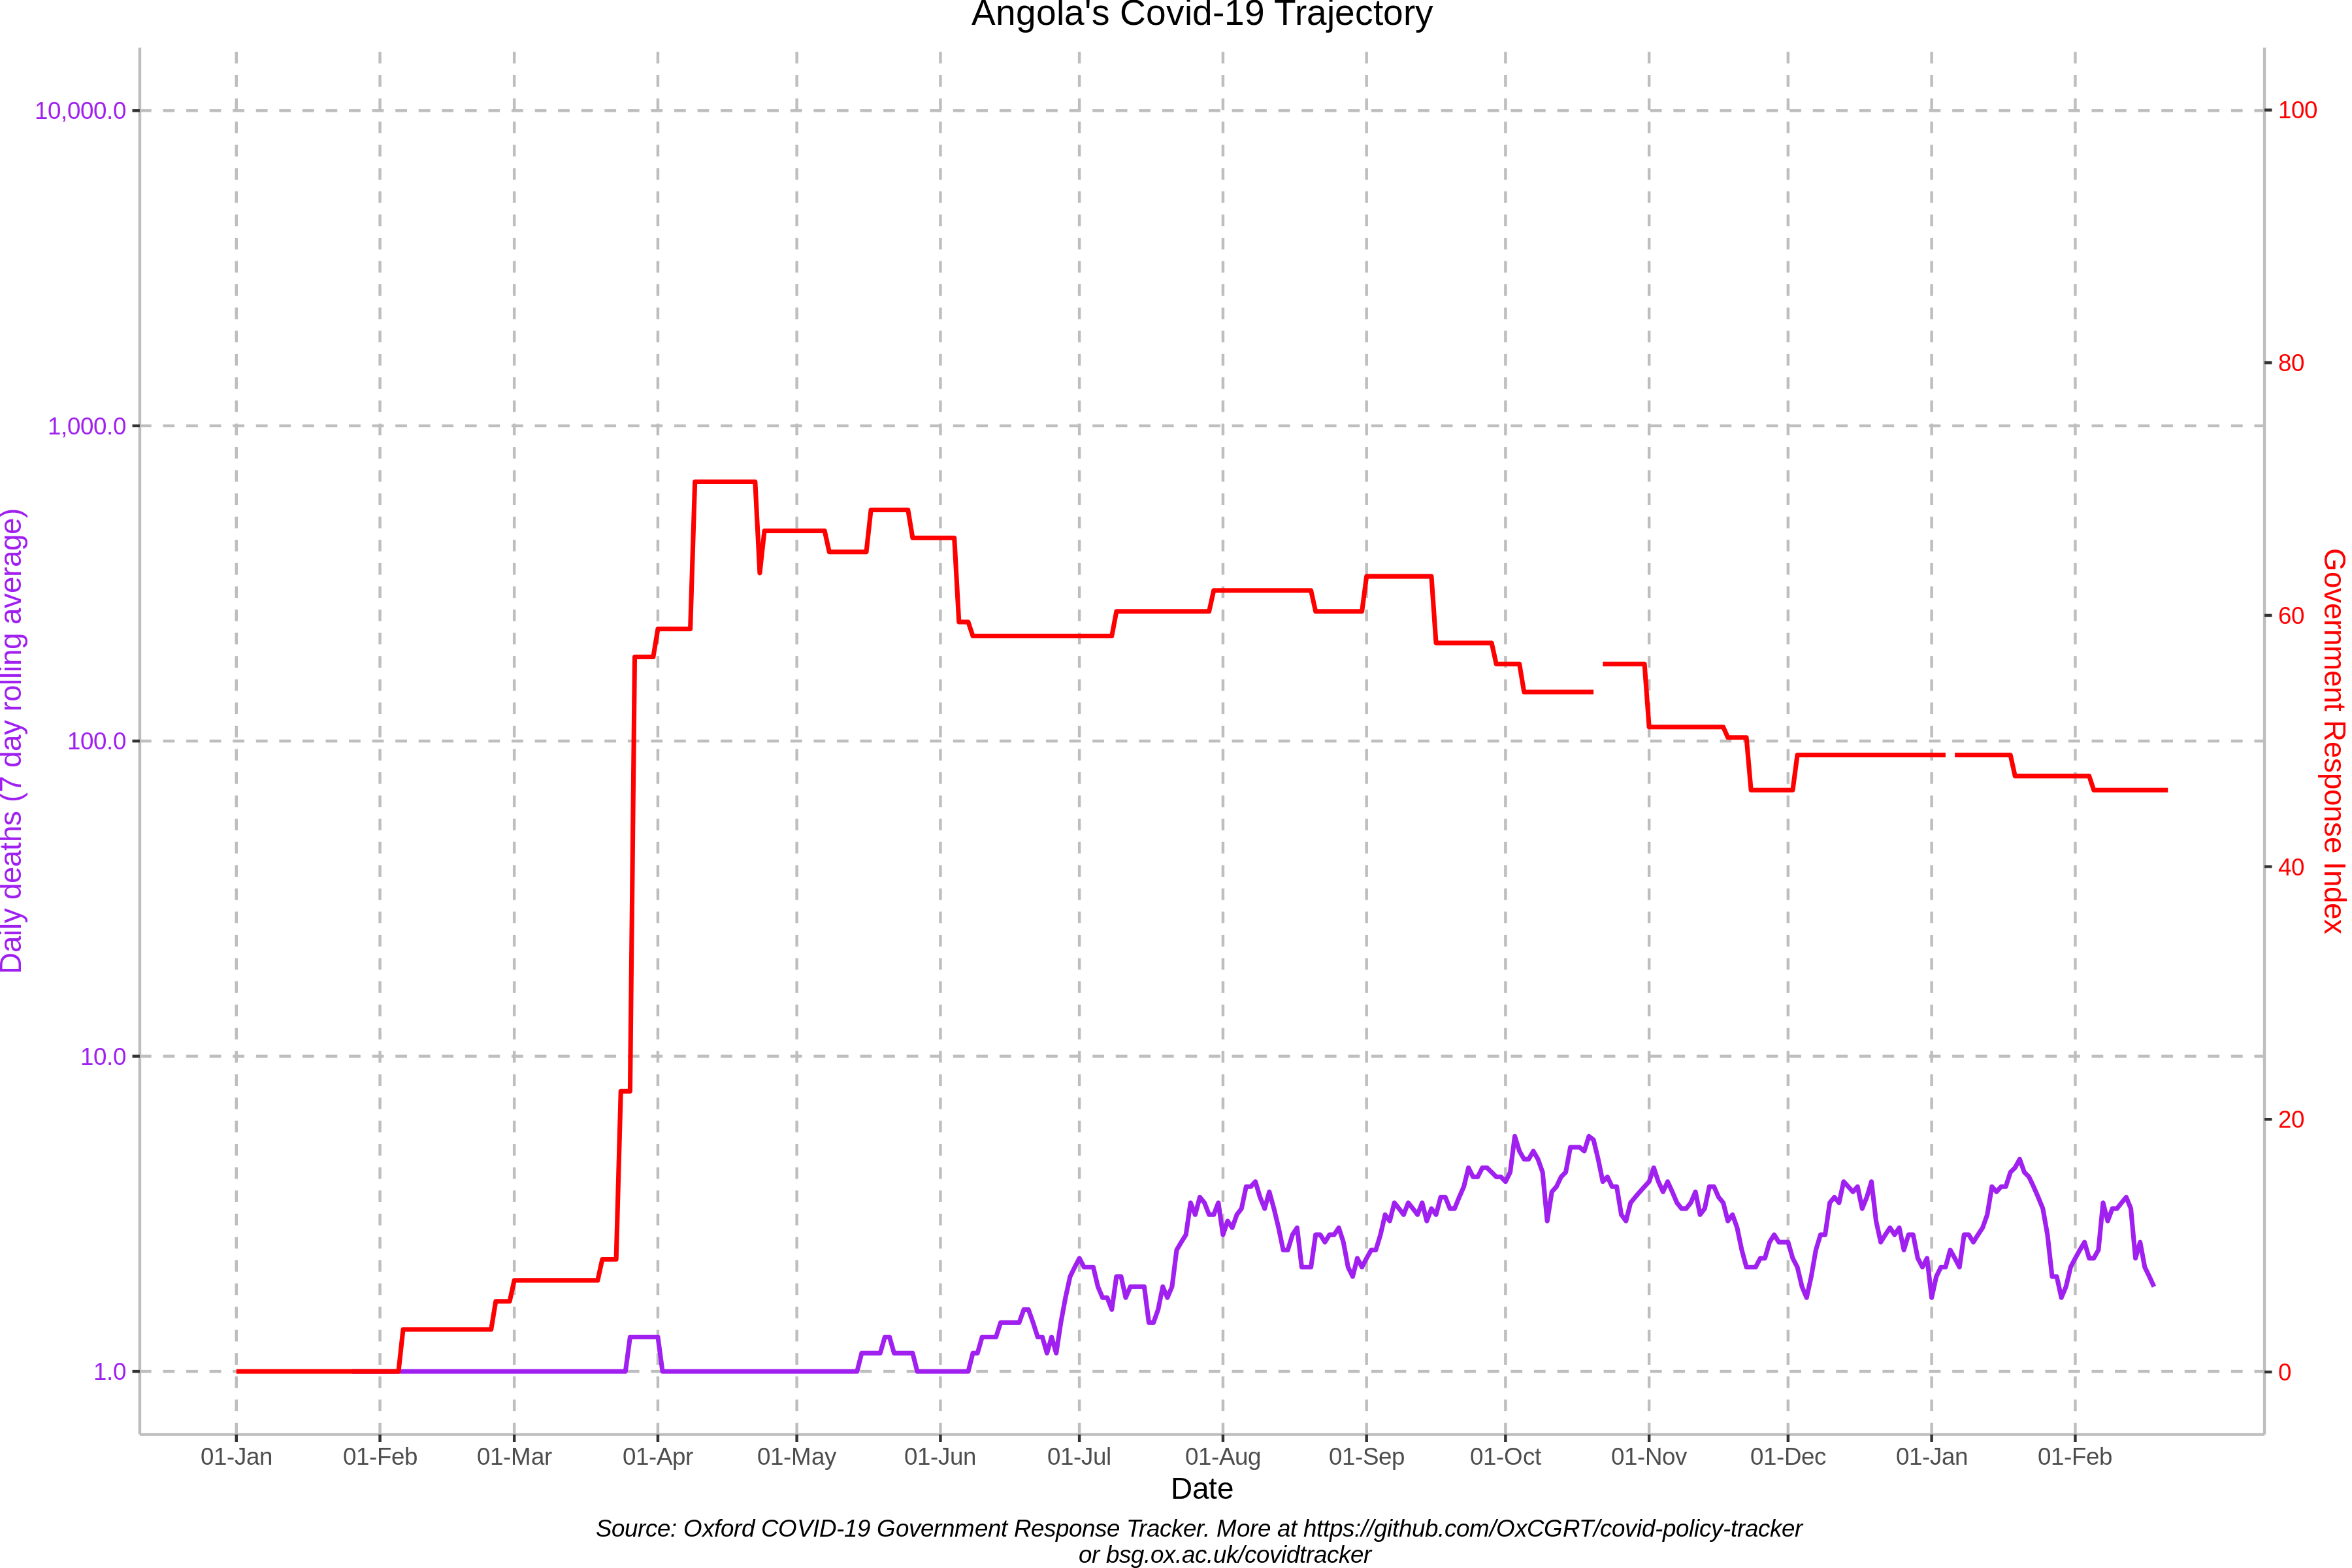 Angola's Covid-19 Trajectory
10,000.0
1,000.0
100.0
10.0
1.0
Daily deaths (7 day rolling average)
100
80
60
40
20
0
Government Response Index
01-Jan 01-Feb 01-Mar 01-Apr 01-May 01-Jun 01-Jul 01-Aug 01-Sep 01-Oct 01-Nov 01-Dec 01-Jan 01-Feb
Date
Source: Oxford COVID-19 Government Response Tracker. More at https://github.com/OxCGRT/covid-policy-tracker
or bsg.ox.ac.uk/covidtracker